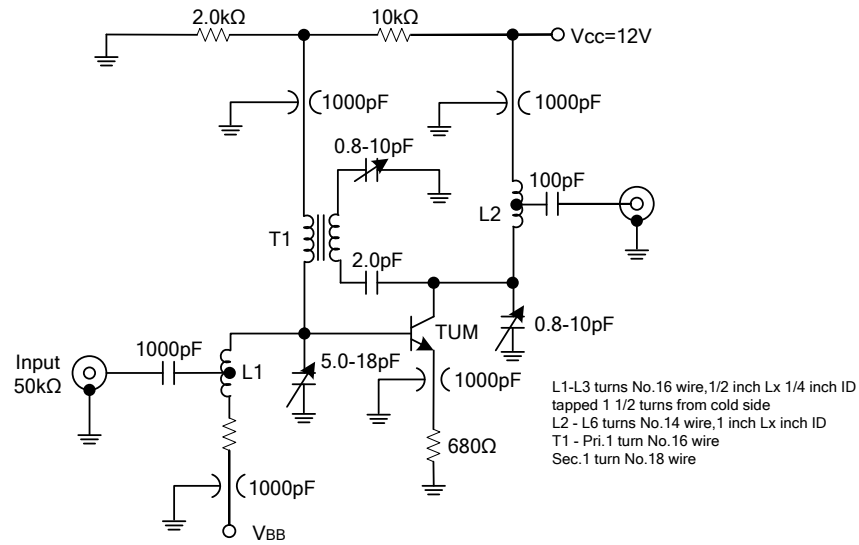 2.0kΩ
10kΩ
Vcc=12V
1000pF
1000pF
0.8-10pF
100pF
L2
T1
2.0pF
TUM
0.8-10pF
1000pF
5.0-18pF
Input
50kΩ
L1
1000pF
680Ω
1000pF
VBB
L1-L3 turns No.16 wire,1/2 inch Lx 1/4 inch ID
tapped 1 1/2 turns from cold side
L2 - L6 turns No.14 wire,1 inch Lx inch ID
T1 - Pri.1 turn No.16 wire
Sec.1 turn No.18 wire